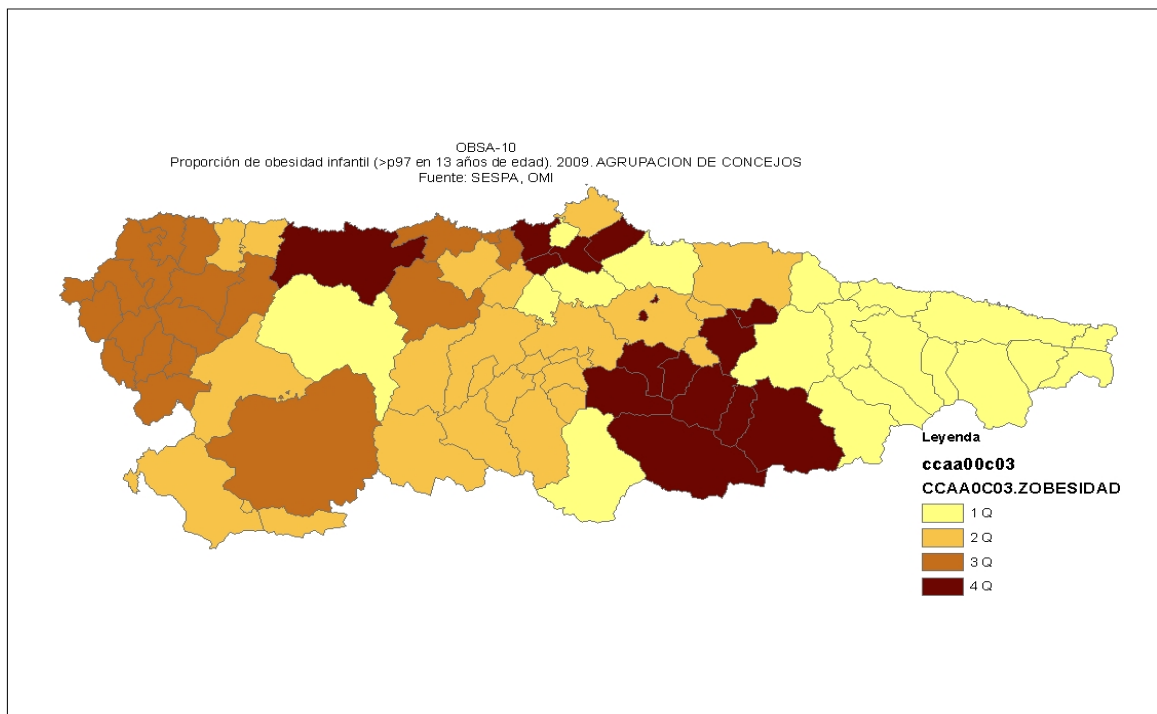 OBSA-10
Proporción de obesidad infantil (>p97 en 13 años de edad). 2009. AGRUPACION DE CONCEJOS
Fuente: SESPA, OMI
Leyenda
ccaa00c03
CCAA0C03.ZOBESIDAD
1 Q
2 Q
3 Q
4 Q